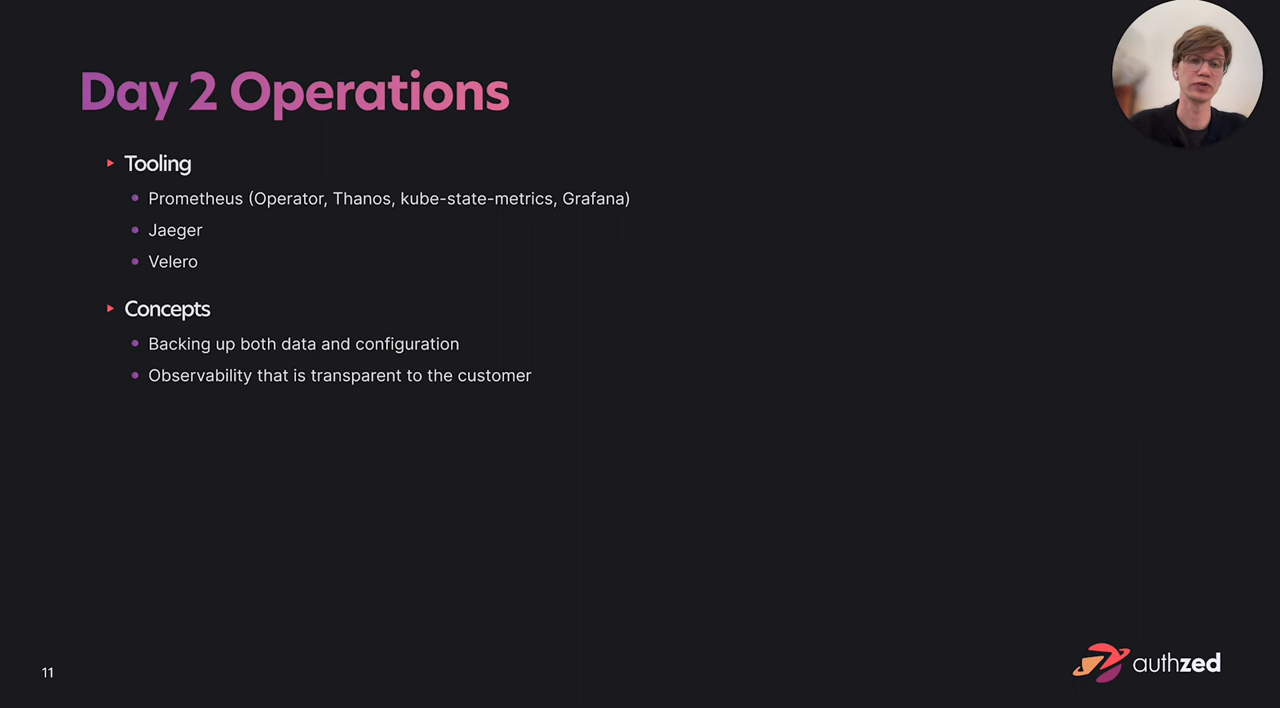 Day 2 Operations
Tooling
Prometheus (Operator, Thanos, kube-state-metrics, Grafana)
Jaeger
Velero
Concepts
Backing up both data and configuration
Observability that is transparent to the customer
11
authzed